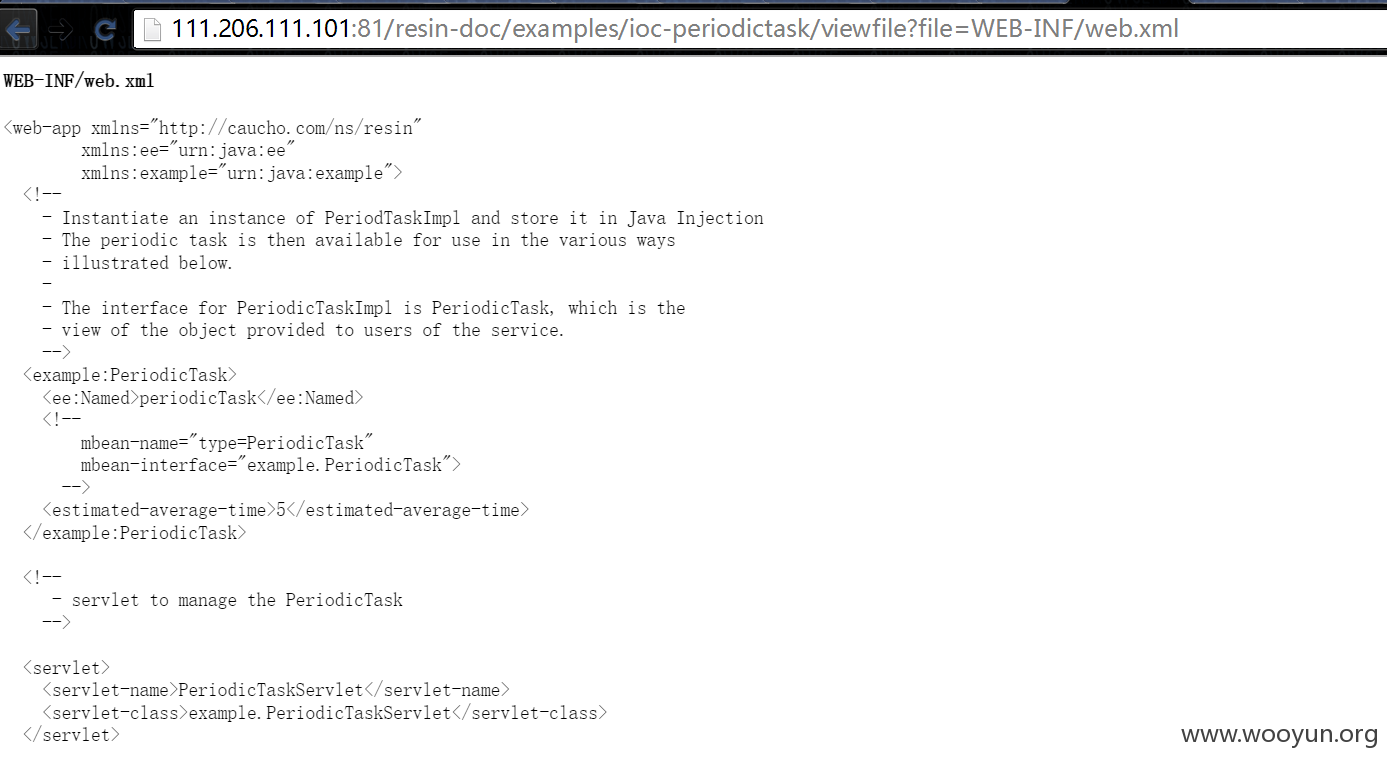 111.206.111.101:81/resin-doc/examples/ioc-periodictask/viewfile?file=WEB-INF/web.xml
WEB-INF/web.xml
<web-app xmlns="http://caucho.com/ns/resin"
xmlns:ee="urn:java:ee"
xmlns:example="urn:java:example">
<!--
- Instantiate an instance of PeriodTaskImpl and store it in Java Injection
- The periodic task is then available for use in the various ways
- illustrated below.
-
- The interface for PeriodicTaskImpl is PeriodicTask, which is the
- view of the object provided to users of the service.
-->
<example:PeriodicTask>
<ee:Named>periodicTask</ee:Named>
<!--
mbean-name="type=PeriodicTask"
mbean-interface="example.PeriodicTask">
-->
<estimated-average-time>5</estimated-average-time>
</example:PeriodicTask>
<!--
- servlet to manage the PeriodicTask
-->
<servlet>
<servlet-name>PeriodicTaskServlet</servlet-name>
<servlet-class>example.PeriodicTaskServlet</servlet-class>
</servlet>
www.wooyun.org